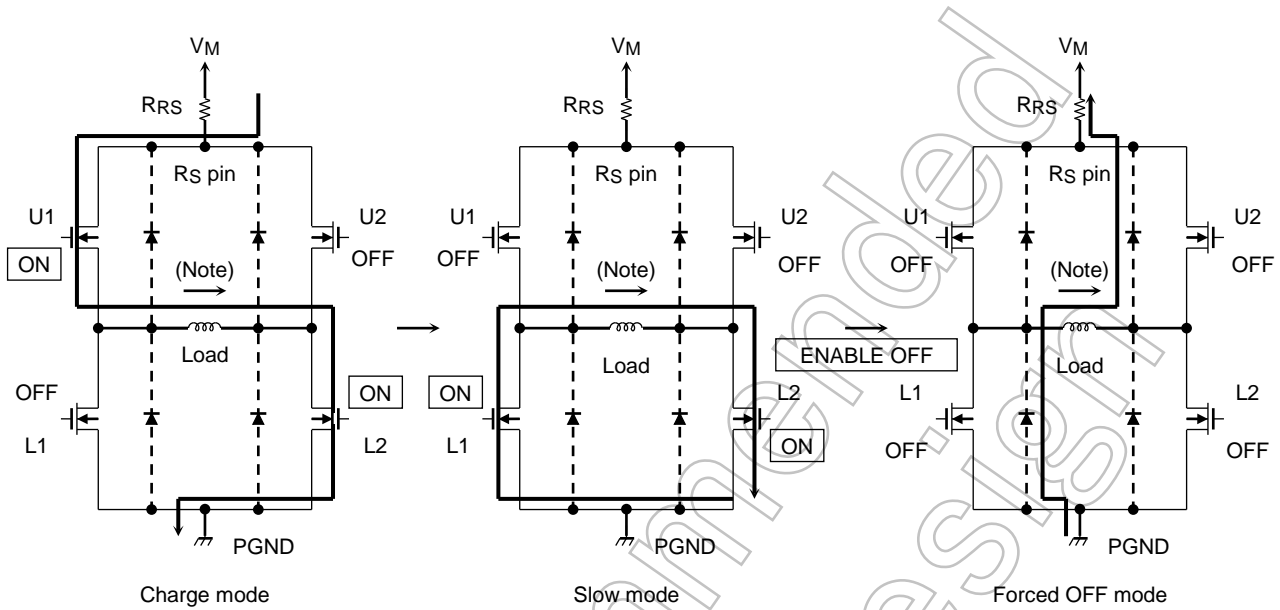 VM
RRS
RS pin
U1
ON
U2
OFF
(Note)
Load
OFF
L1
ON
L2
PGND
Charge mode
VM
RRS
RS pin
U1
OFF
U2
OFF
(Note)
Load
ON
L1
L2
ON
PGND
Slow mode
ENABLE OFF
VM
RRS
RS pin
U1
OFF
U2
OFF
(Note)
Load
L1
OFF
L2
OFF
PGND
Forced OFF mode